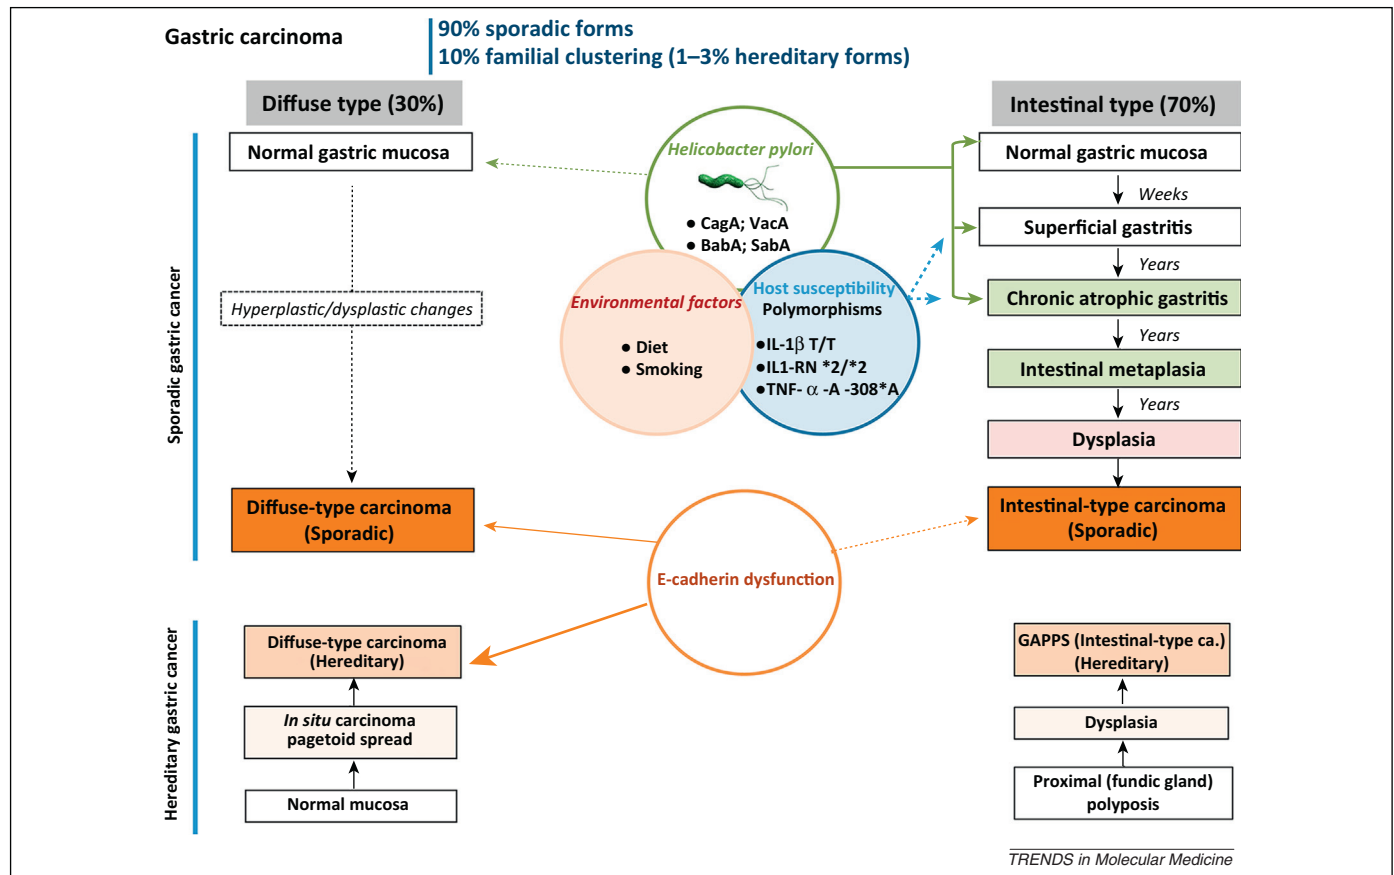 Gastric carcinoma
90% sporadic forms
10% familial clustering (1–3% hereditary forms)
Diffuse type (30%)
Intestinal type (70%)
Sporadic gastric cancer
Normal gastric mucosa
Hyperplastic/dysplastic changes
Diffuse-type carcinoma
(Sporadic)
Helicobacter pylori
● CagA; VacA
● BabA; SabA
Environmental factors
● Diet
● Smoking
Host susceptibility
Polymorphisms
●IL-1β T/T
●IL1-RN *2/*2
●TNF- α -A -308*A
Normal gastric mucosa
Weeks
Superficial gastritis
Years
Chronic atrophic gastritis
Years
Intestinal metaplasia
Years
Dysplasia
Intestinal-type carcinoma
(Sporadic)
E-cadherin dysfunction
Hereditary gastric cancer
Diffuse-type carcinoma
(Hereditary)
In situ carcinoma
pagetoid spread
Normal mucosa
GAPPS (Intestinal-type ca.)
(Hereditary)
Dysplasia
Proximal (fundic gland)
polyposis
TRENDS in Molecular Medicine